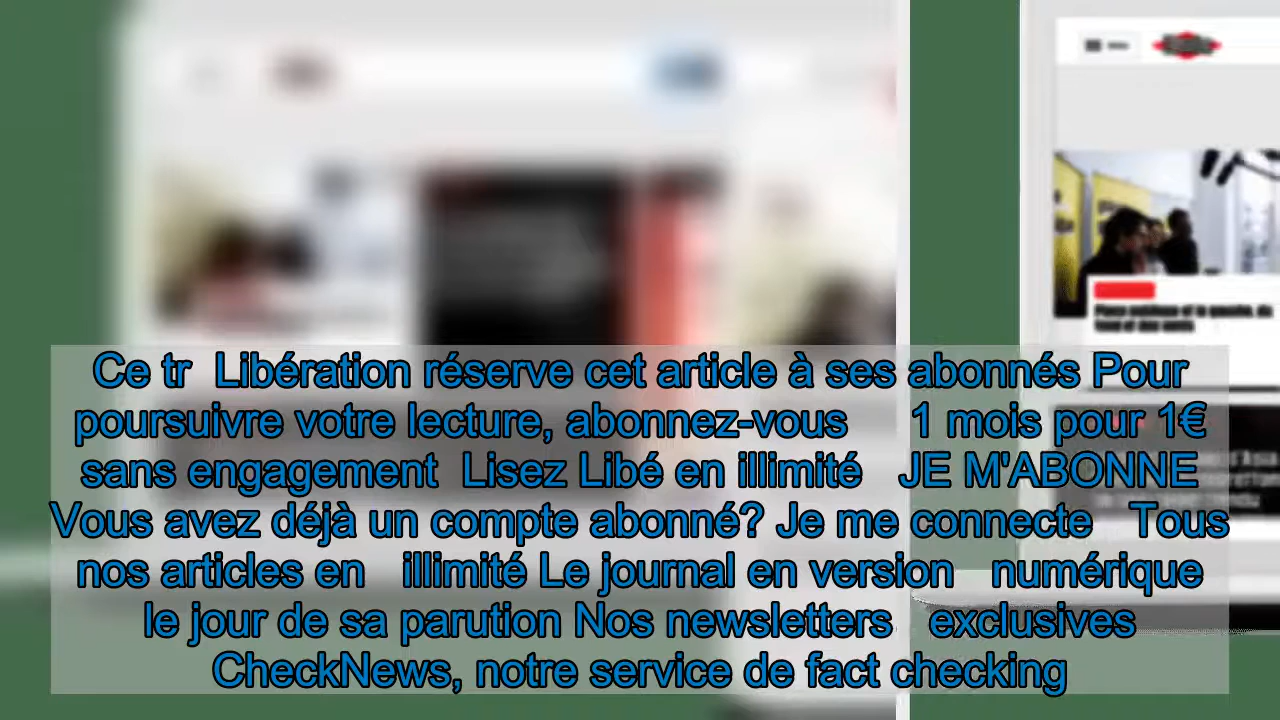 Ce tr Libération réserve cet article à ses abonnés Pour
poursuivre votre lecture, abonnez-vous 1 mois pour 1€
sans engagement Lisez Libé en illimité JE M'ABONNE
Vous avez déjà un compte abonné? Je me connecte Tous
nos articles en illimité Le journal en version numérique
le jour de sa parution Nos newsletters exclusives
CheckNews, notre service de fact checking